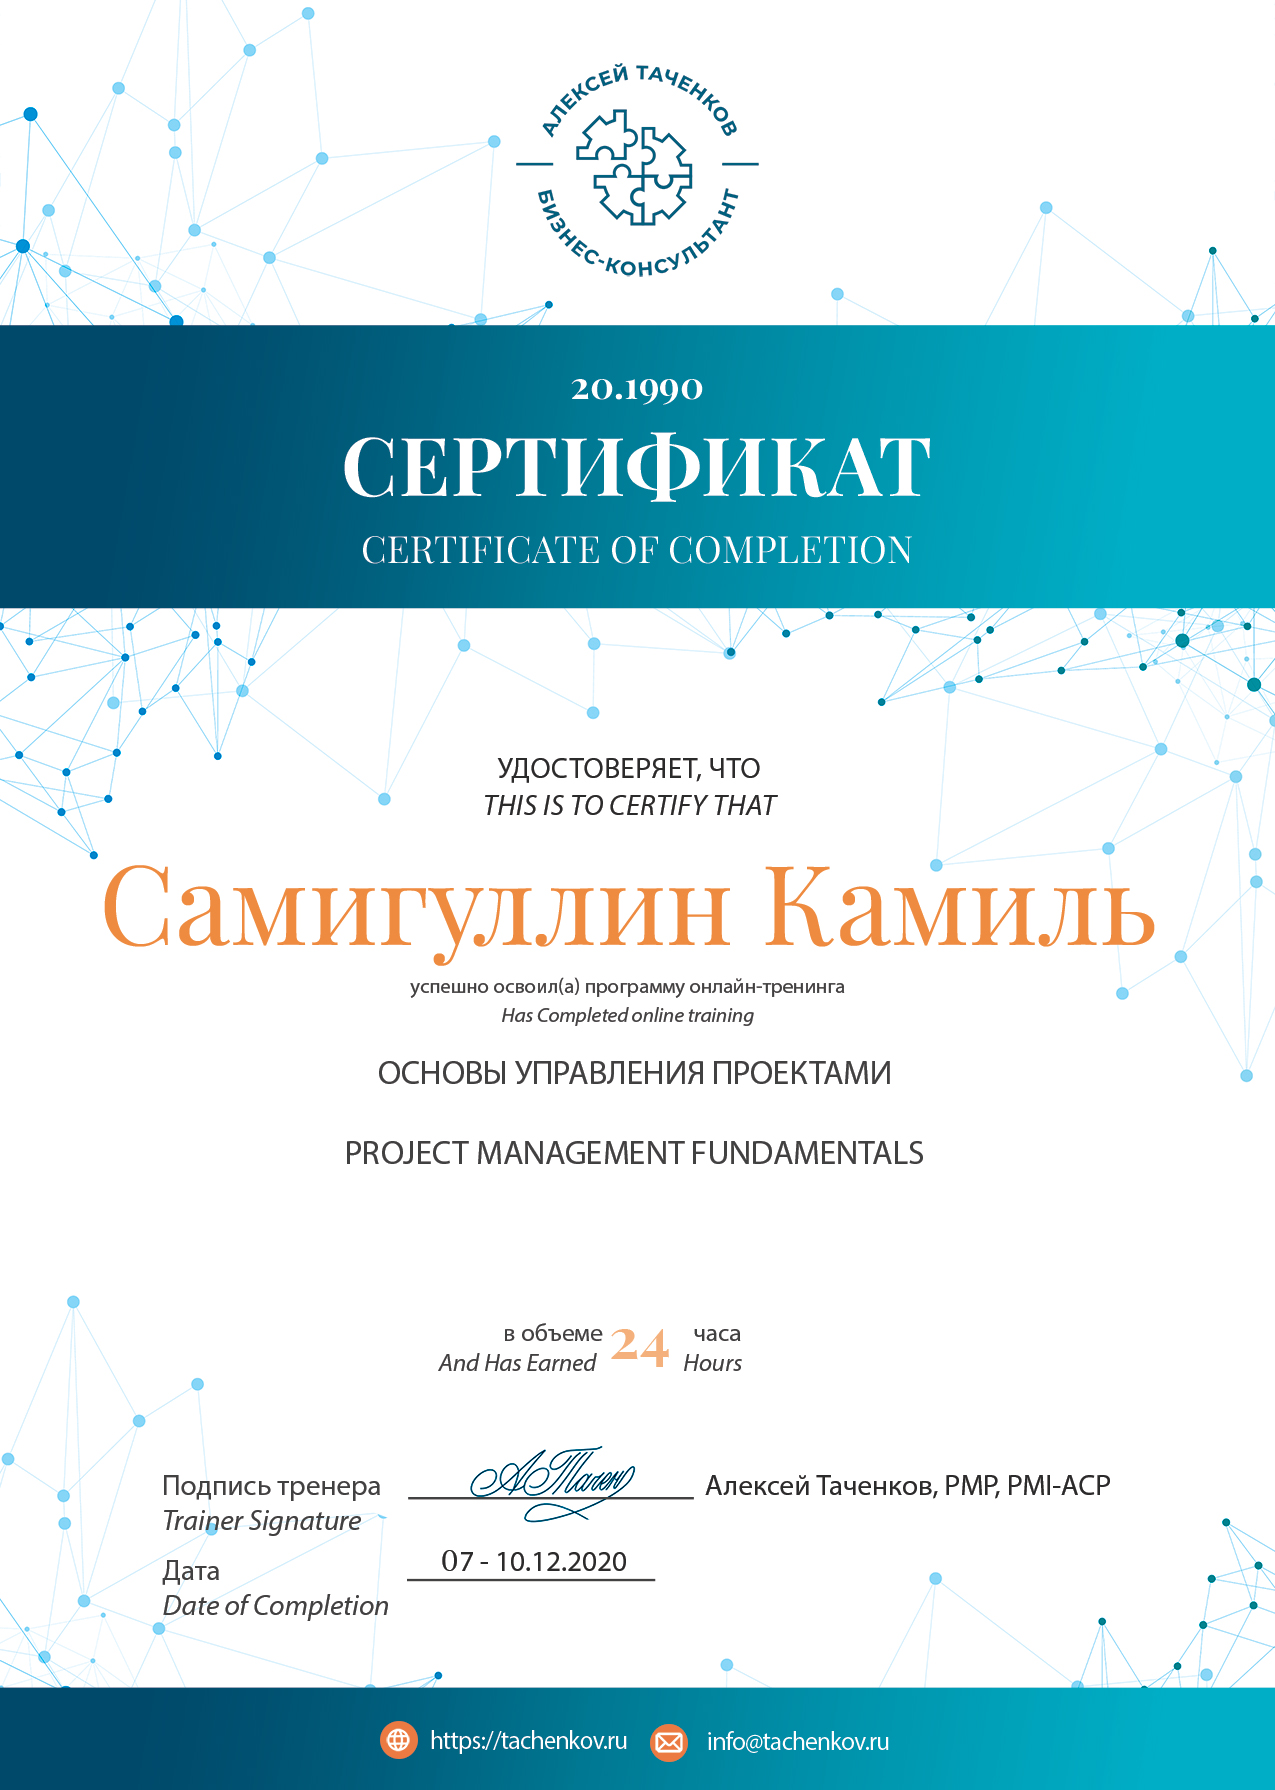 АЛЕКСЕЙ ТАЧЕНКОВ
БИЗНЕС-КОНСУЛЬТАНТ
20.1990
СЕРТИФИКАТ
CERTIFICATE OF COMPLETION
УДОСТОВЕРЯЕТ, ЧТО
THIS IS TO CERTIFY THAT
Самигуллин Камиль
успешно освоил(а) программу онлайн-тренинга
Has Completed online training
ОСНОВЫ УПРАВЛЕНИЯ ПРОЕКТАМИ
PROJECT MANAGEMENT FUNDAMENTALS
в объеме 24 часа
And Has Earned Hours
Подпись тренера АТачен Алексей Таченков, PMP, PMI-ACP
Trainer Signature
Дата 07 - 10.12.2020
Date of Completion
https://tachenkov.ru info@tachenkov.ru